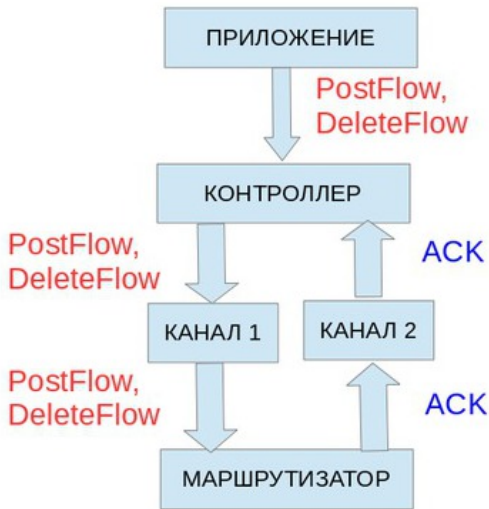 ПРИЛОЖЕНИЕ
PostFlow,
DeleteFlow
КОНТРОЛЛЕР
PostFlow,
DeleteFlow
ACK
КАНАЛ 1
КАНАЛ 2
PostFlow,
DeleteFlow
ACK
МАРШРУТИЗАТОР